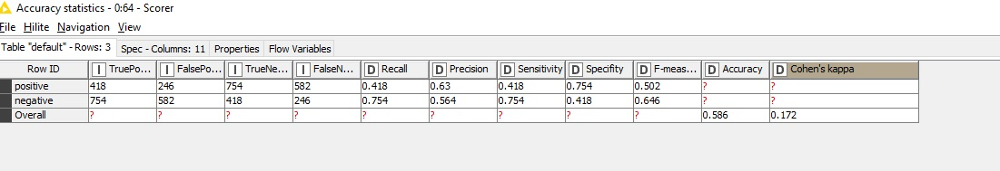 Accuracy statistics - 0:64 - Scorer
File Hilite Navigation View
Table "default" - Rows: 3 Spec - Columns: 11 Properties Flow Variables
Row ID I TruePo... I FalsePo... I TrueNe... I FalseN... D Recall D Precision D Sensitivity D Specifity D F-meas... D Accuracy D Cohen's kappa
positive 418 246 754 582 0.418 0.63 0.418 0.754 0.502 ? ?
negative 754 582 418 246 0.754 0.564 0.754 0.418 0.646 ? ?
Overall ? ? ? ? ? ? ? ? ? 0.586 0.172